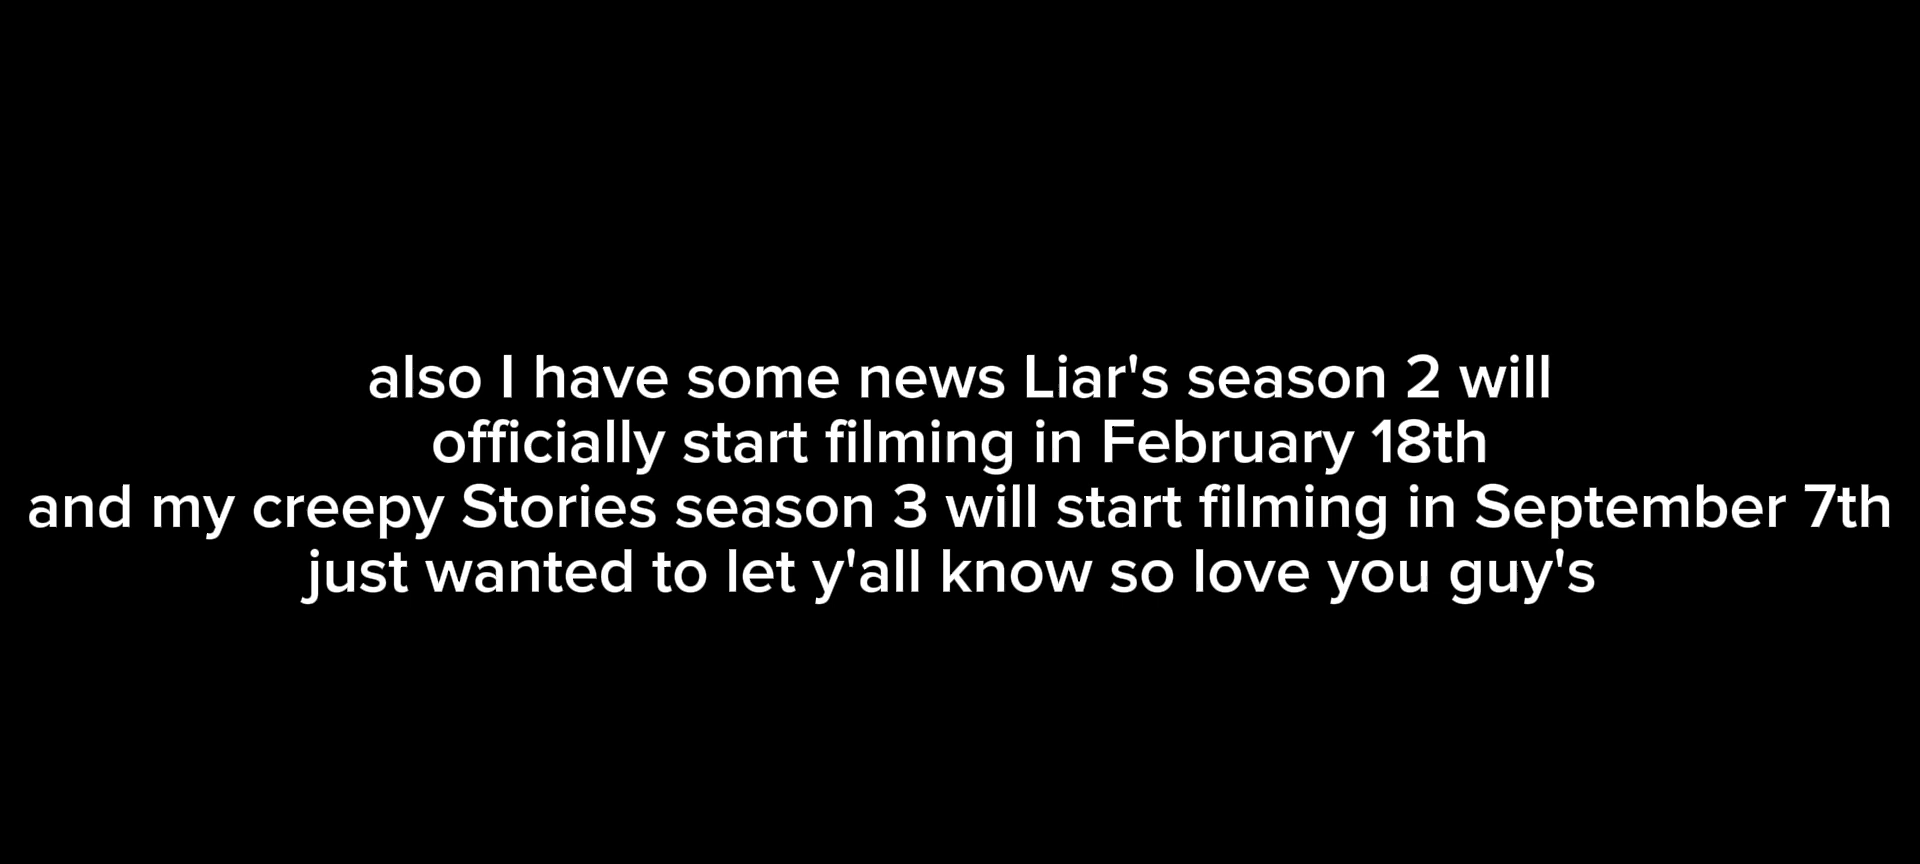 also I have some news Liar's season 2 will
officially start filming in February 18th
and my creepy Stories season 3 will start filming in September 7th
just wanted to let y'all know so love you guy's